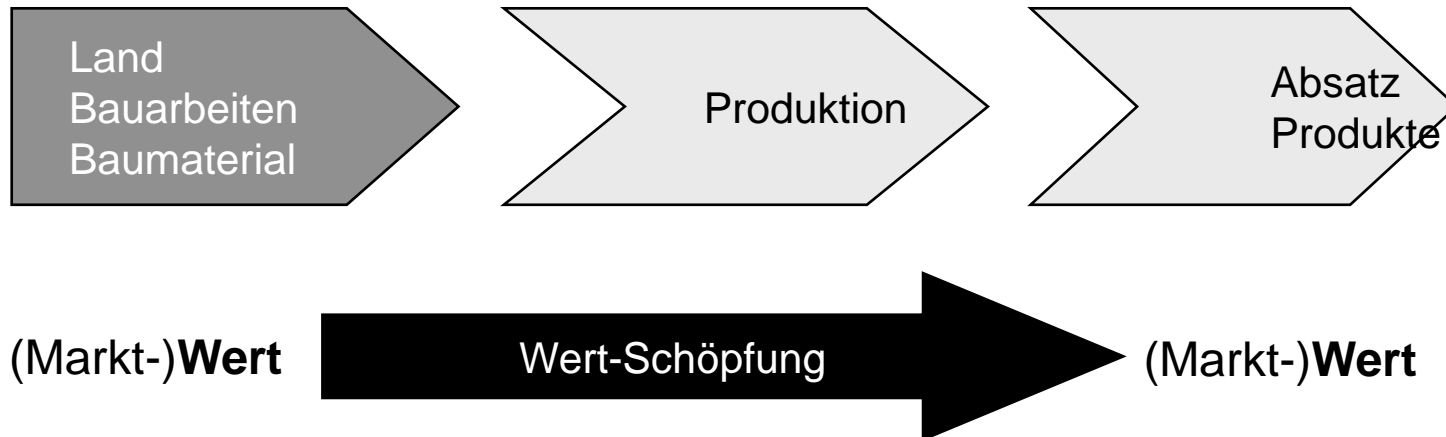 Land
Bauarbeiten
Baumaterial
Produktion
Absatz
Produkte
(Markt-)Wert
Wert-Schöpfung
(Markt-)Wert